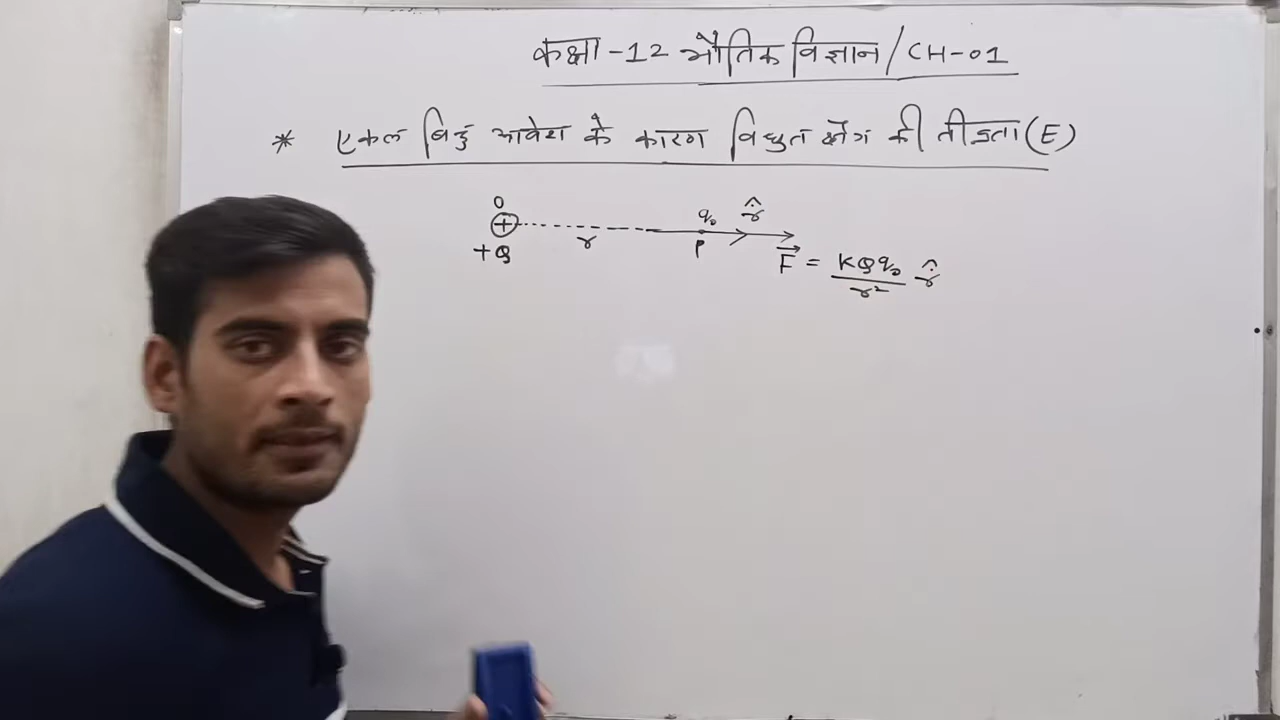 कक्षा -12 भौतिक विज्ञान / CH-01
* एकल बिंदु आवेश के कारण विधुत क्षेत्र की तीव्रता (E)
O q₀ r̂
+ r P
+Q F⃗ = KQq₀/r² r̂